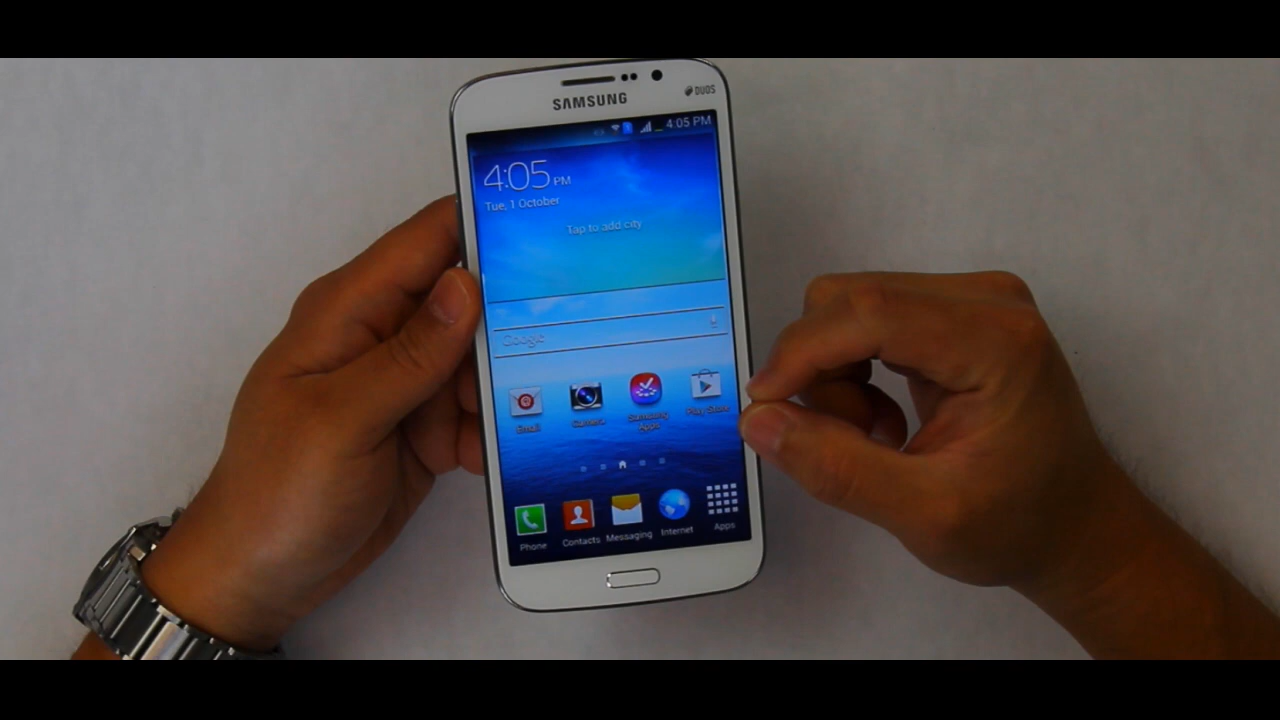 DUOS
SAMSUNG
4:05 PM
4:05 PM
Tue, 1 October
Tap to add city
Google
Email
Camera
Samsung
Apps
Play Store
Phone
Contacts
Messaging
Internet
Apps